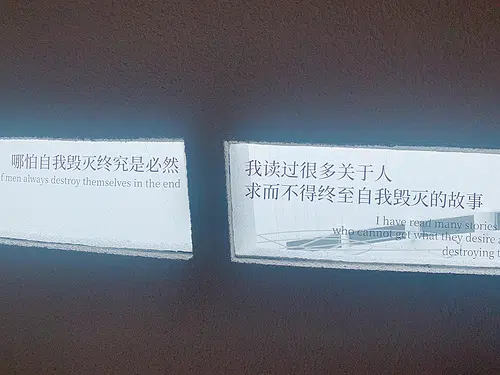 哪怕自我毁灭终究是必然
f men always destroy themselves in the end
我读过很多关于人
求而不得终至自我毁灭的故事
I have read many stories
who cannot get what they desire
destroying